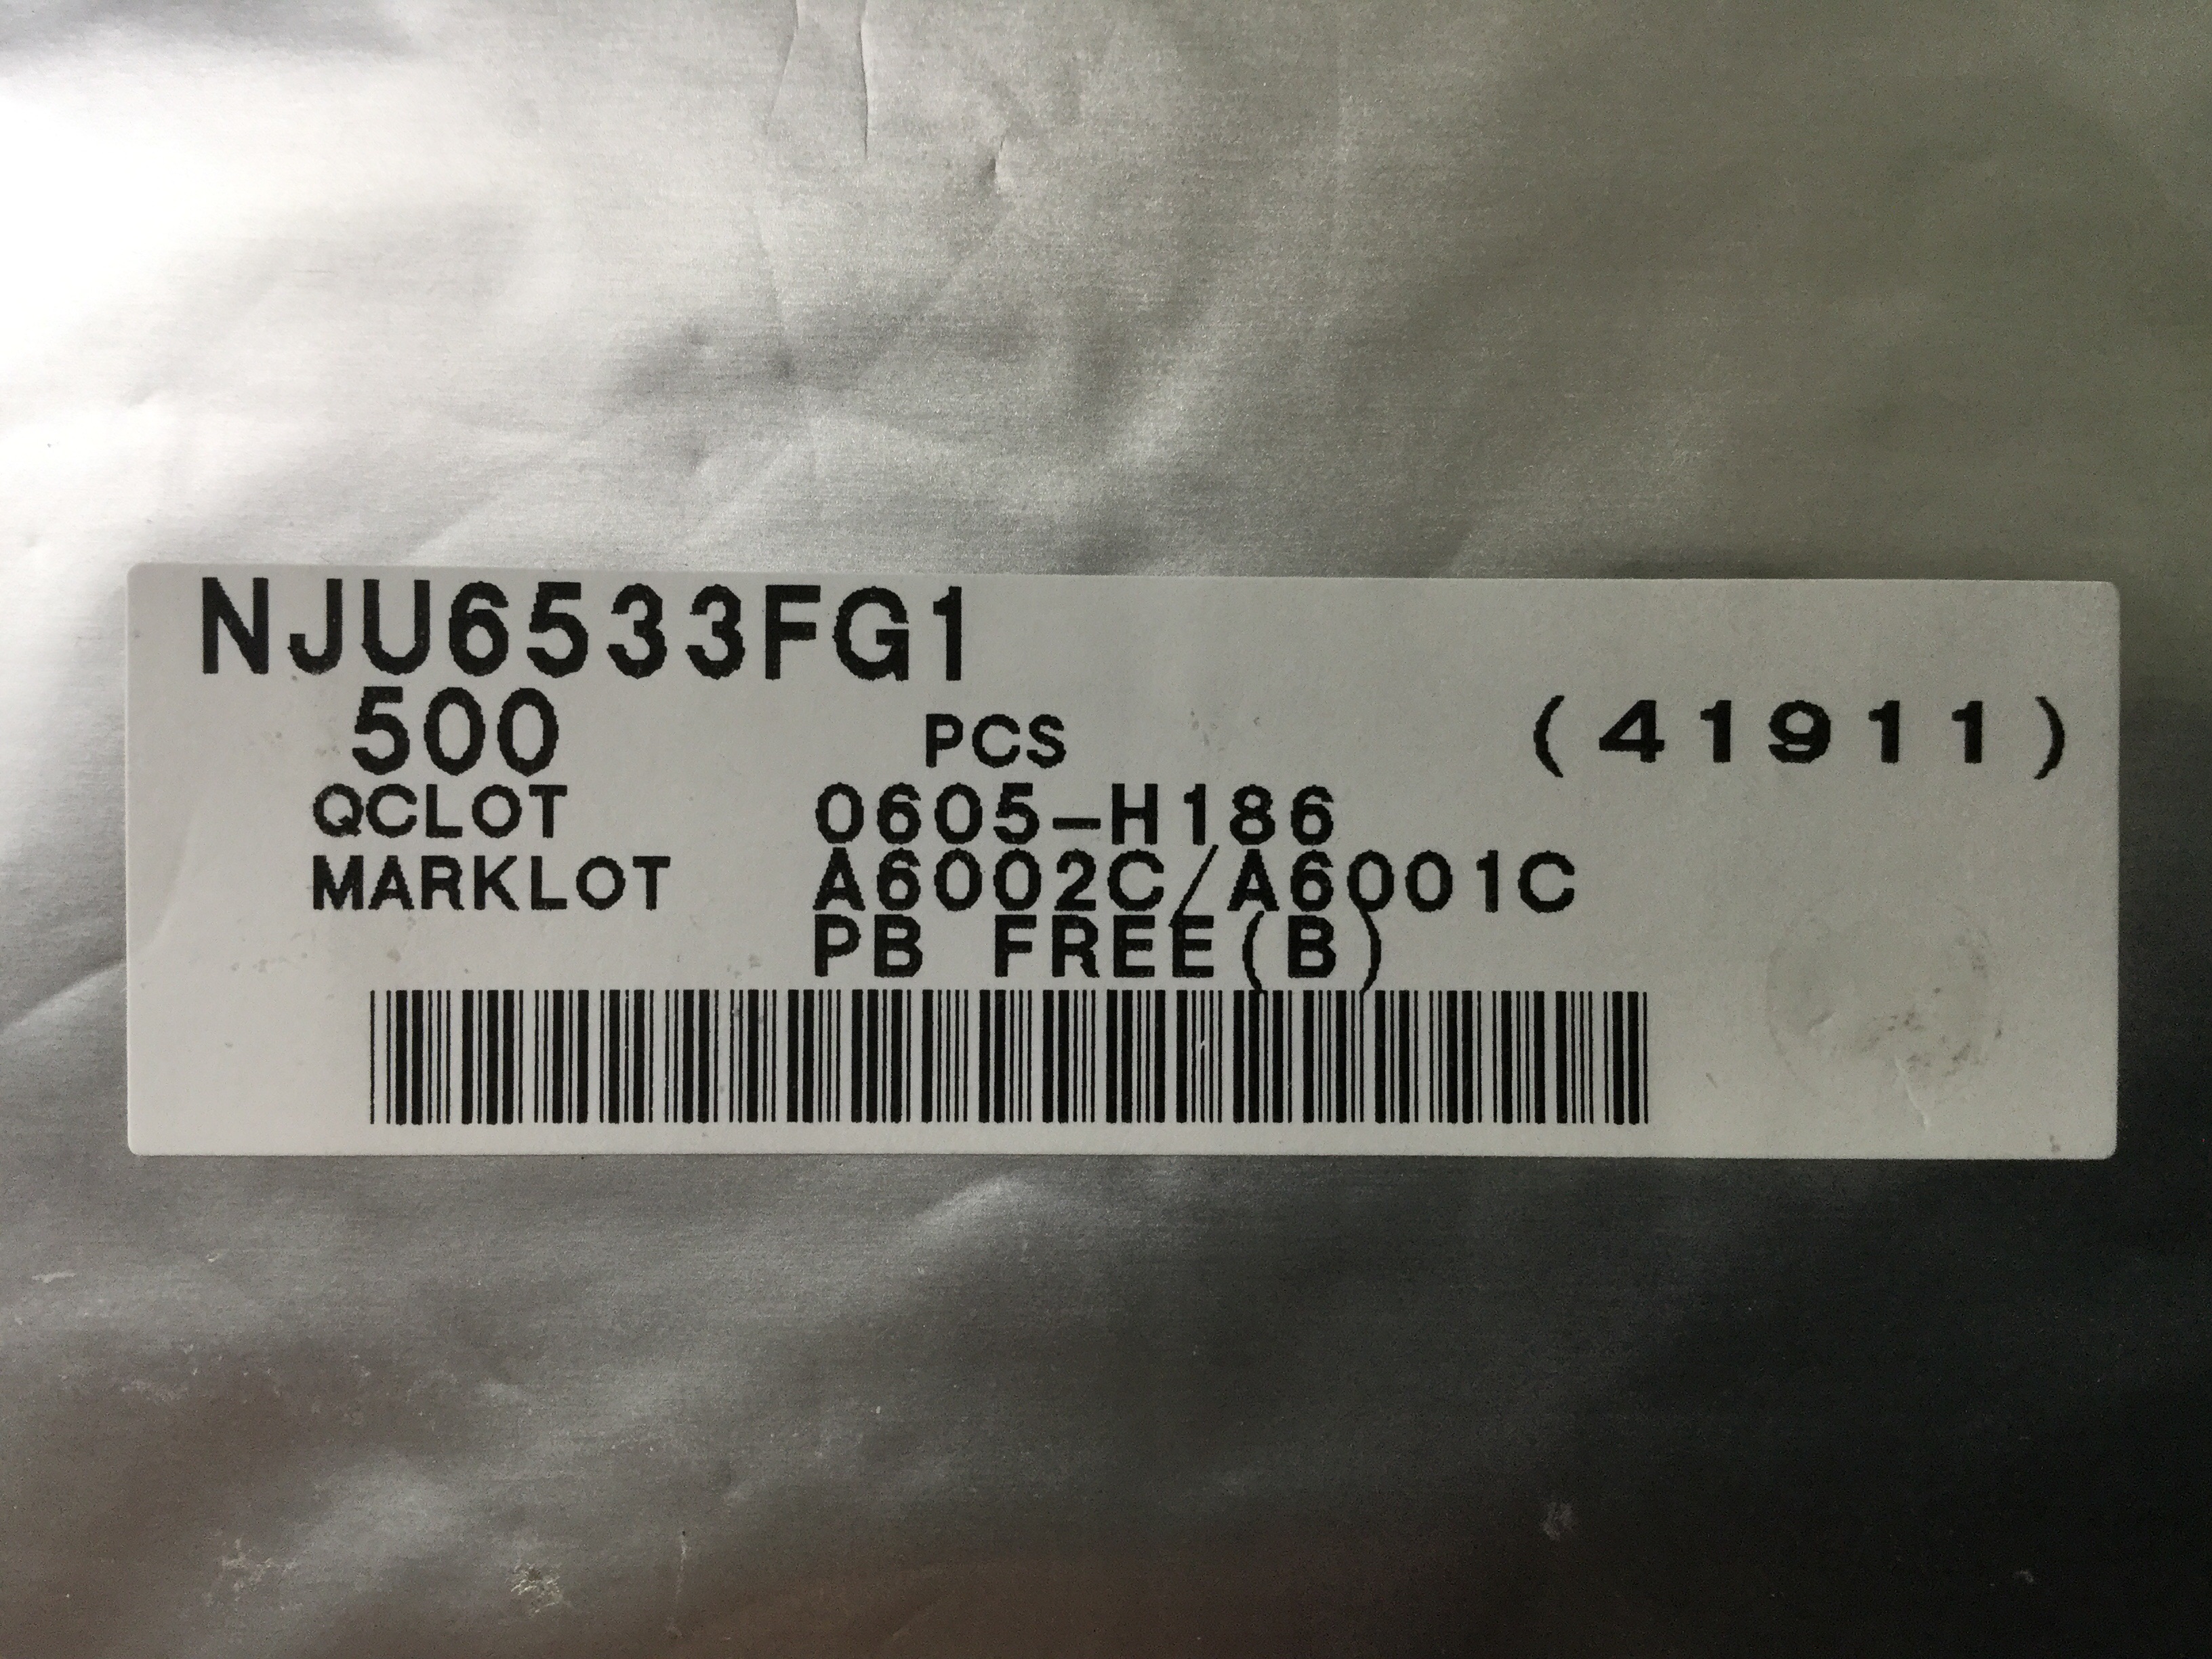 NJU6533FG1
500 PCS (41911)
QCLOT 0605-H186
MARKLOT A6002C/A6001C
PB FREE(B)